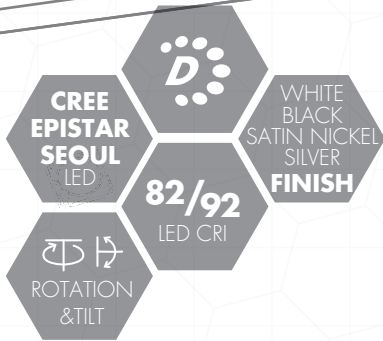 D
CREE
EPISTAR
SEOUL
LED
WHITE
BLACK
SATIN NICKEL
SILVER
FINISH
82/92
LED CRI
ROTATION
&TILT